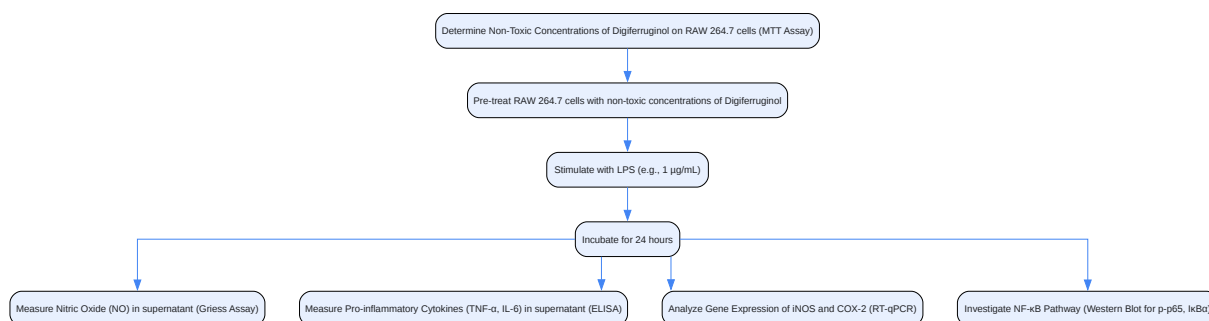 Determine Non-Toxic Concentrations of Digiferruginol on RAW 264.7 cells (MTT Assay)
Pre-treat RAW 264.7 cells with non-toxic concentrations of Digiferruginol
Stimulate with LPS (e.g., 1 µg/mL)
Incubate for 24 hours
Measure Nitric Oxide (NO) in supernatant (Griess Assay)
Measure Pro-inflammatory Cytokines (TNF-α, IL-6) in supernatant (ELISA)
Analyze Gene Expression of iNOS and COX-2 (RT-qPCR)
Investigate NF-κB Pathway (Western Blot for p-p65, IκBα)